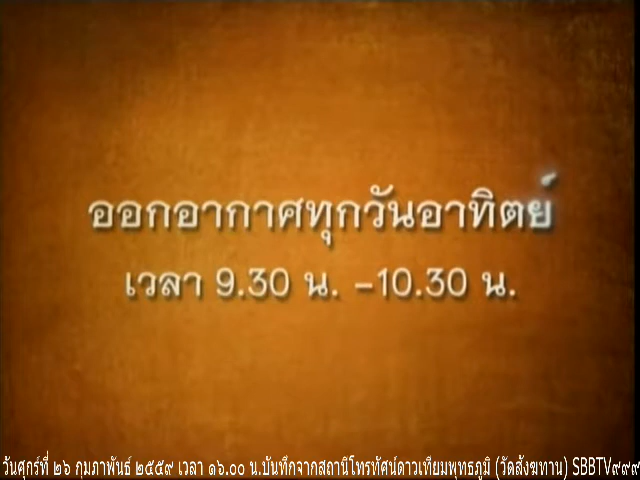 ออกอากาศทุกวันอาทิตย์
เวลา 9.30 น. -10.30 น.
วันศุกร์ที่ ๒๖ กุมภาพันธ์ ๒๕๕๙ เวลา ๑๖.๐๐ น.บันทึกจากสถานีโทรทัศน์ดาวเทียมพุทธภูมิ (วัดสังฆทาน) SBBTV๙๙๙